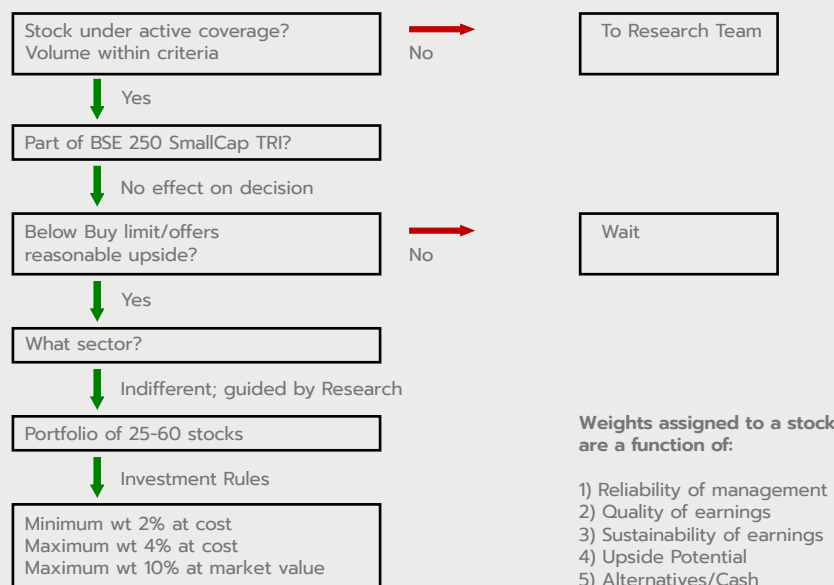 Stock under active coverage?
Volume within criteria
No
To Research Team
Yes
Part of BSE 250 SmallCap TRI?
No effect on decision
Below Buy limit/offers
reasonable upside?
No
Wait
Yes
What sector?
Indifferent; guided by Research
Portfolio of 25-60 stocks
Investment Rules
Minimum wt 2% at cost
Maximum wt 4% at cost
Maximum wt 10% at market value
Weights assigned to a stock
are a function of:
1) Reliability of management
2) Quality of earnings
3) Sustainability of earnings
4) Upside Potential
5) Alternatives/Cash